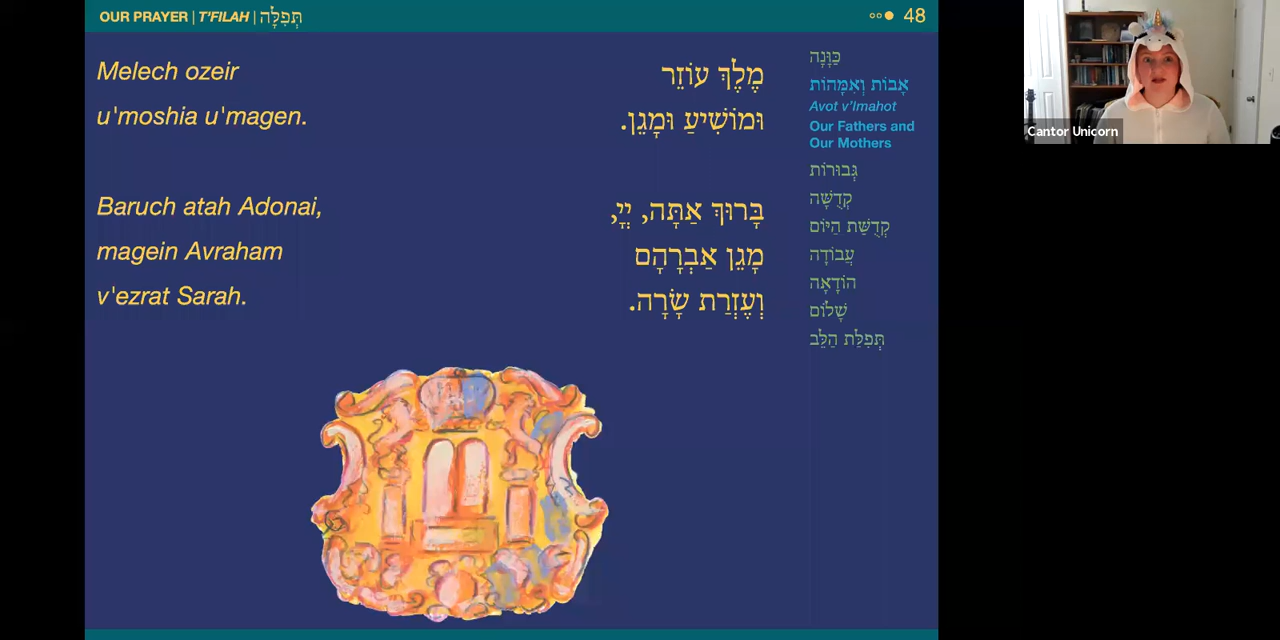 OUR PRAYER | T'FILAH | תְּפִלָּה
48
Melech ozeir
u'moshia u'magen.
Baruch atah Adonai,
magein Avraham
v'ezrat Sarah.
מֶלֶךְ עוֹזֵר
וּמוֹשִׁיעַ וּמָגֵן.
בָּרוּךְ אַתָּה, יְיָ,
מָגֵן אַבְרָהָם
וְעֶזְרַת שָׂרָה.
כַּוָּנָה
אָבוֹת וְאִמָּהוֹת
Avot v'Imahot
Our Fathers and
Our Mothers
גְּבוּרוֹת
קְדֻשָּׁה
קְדֻשַּׁת הַיּוֹם
עֲבוֹדָה
הוֹדָאָה
שָׁלוֹם
תְּפִלַּת הַלֵּב
Cantor Unicorn